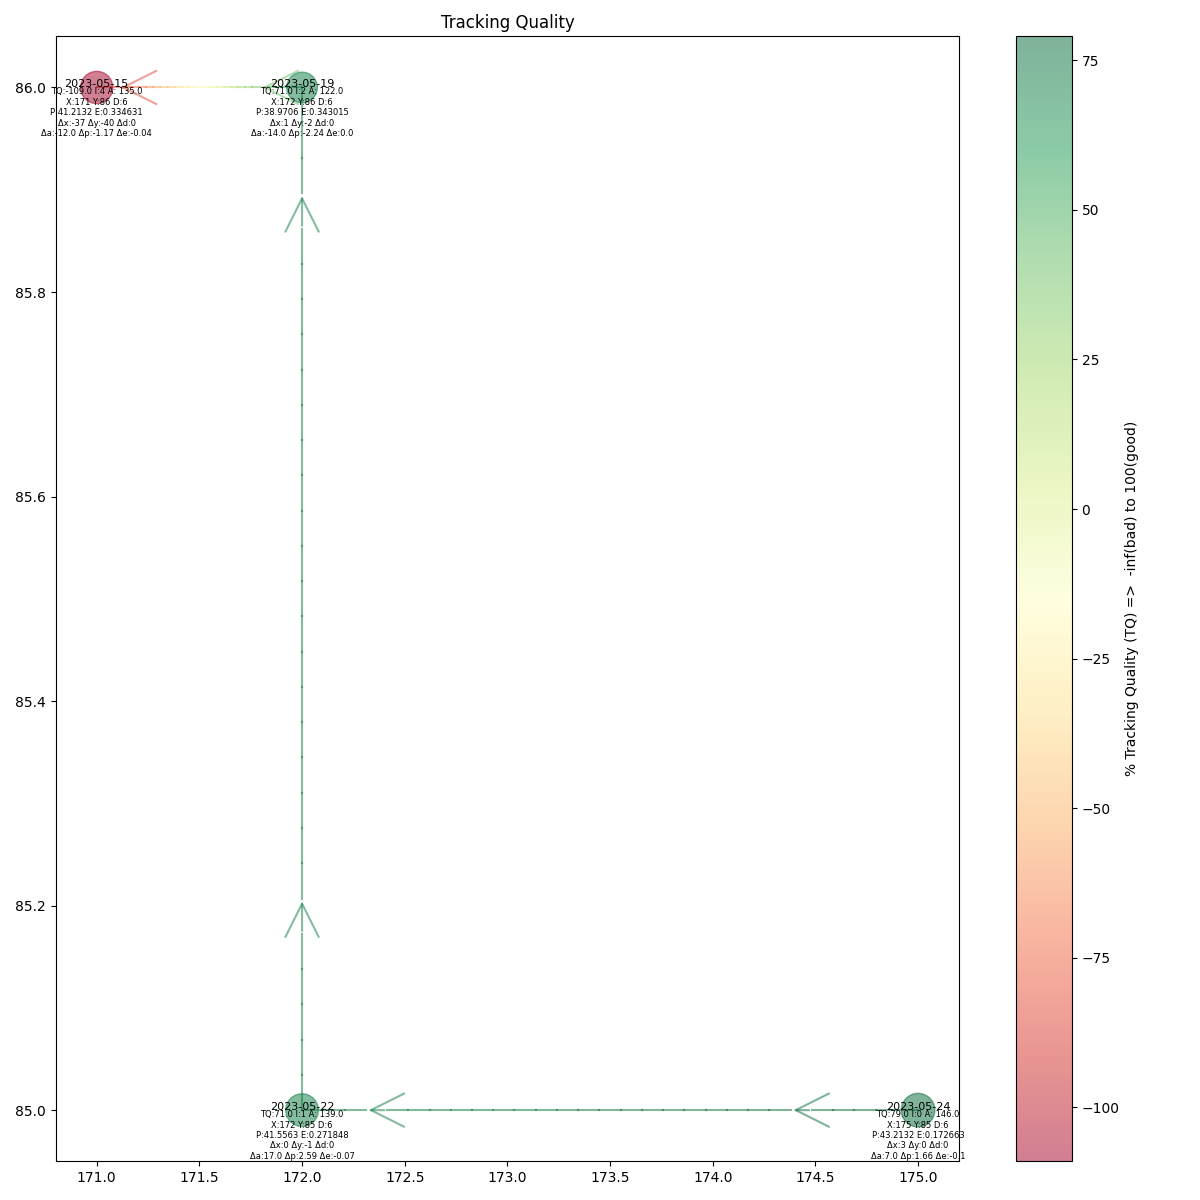 Tracking Quality
2023-05-15
TQ:-109.0 I:4 A: 135.0
X:171 Y:86 D:6
P:41.2132 E:0.334631
Δx:-37 Δy:-40 Δd:0
Δa:-12.0 Δp:-1.17 Δe:-0.04
2023-05-19
TQ:71.0 I:2 A: 122.0
X:172 Y:86 D:6
P:38.9706 E:0.343015
Δx:1 Δy:-2 Δd:0
Δa:-14.0 Δp:-2.24 Δe:0.0
2023-05-22
TQ:71.0 I:1 A: 139.0
X:172 Y:85 D:6
P:41.5563 E:0.271848
Δx:0 Δy:-1 Δd:0
Δa:17.0 Δp:2.59 Δe:-0.07
2023-05-24
TQ:79.0 I:0 A: 146.0
X:175 Y:85 D:6
P:43.2132 E:0.172663
Δx:3 Δy:0 Δd:0
Δa:7.0 Δp:1.66 Δe:-0.1
86.0
85.8
85.6
85.4
85.2
85.0
171.0
171.5
172.0
172.5
173.0
173.5
174.0
174.5
175.0
75
50
25
0
−25
−50
−75
−100
% Tracking Quality (TQ) => -inf(bad) to 100(good)